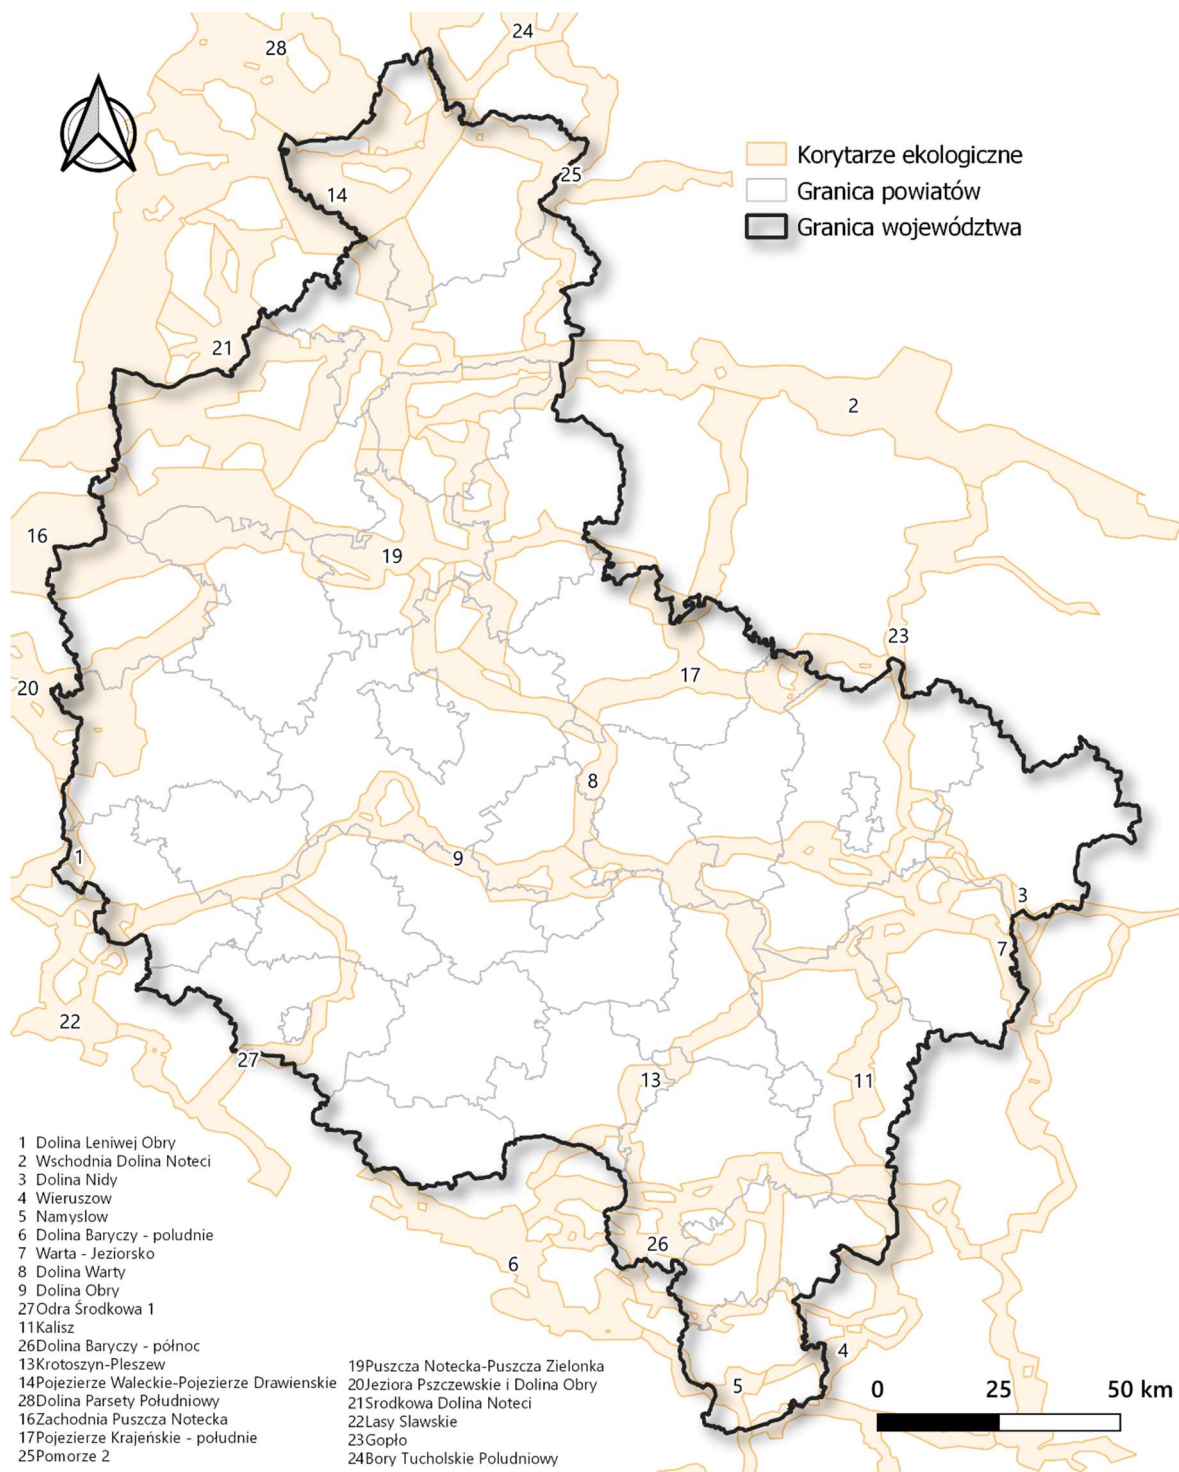 28
24
Korytarze ekologiczne
Granica powiatów
Granica województwa
25
14
21
2
16
19
23
20
17
8
1
9
3
7
22
27
13
11
26
6
4
5
1 Dolina Leniwej Obry
2 Wschodnia Dolina Noteci
3 Dolina Nidy
4 Wieruszow
5 Namyslow
6 Dolina Baryczy - poludnie
7 Warta - Jeziorsko
8 Dolina Warty
9 Dolina Obry
27 Odra Środkowa 1
11 Kalisz
26 Dolina Baryczy - północ
13 Krotoszyn-Pleszew
14 Pojezierze Waleckie-Pojezierze Drawienskie
28 Dolina Parsety Południowy
16 Zachodnia Puszcza Notecka
17 Pojezierze Krajeńskie - południe
25 Pomorze 2
19 Puszcza Notecka-Puszcza Zielonka
20 Jeziora Pszczewskie i Dolina Obry
21 Srodkowa Dolina Noteci
22 Lasy Slawskie
23 Gopło
24 Bory Tucholskie Poludniowy
0 25 50 km